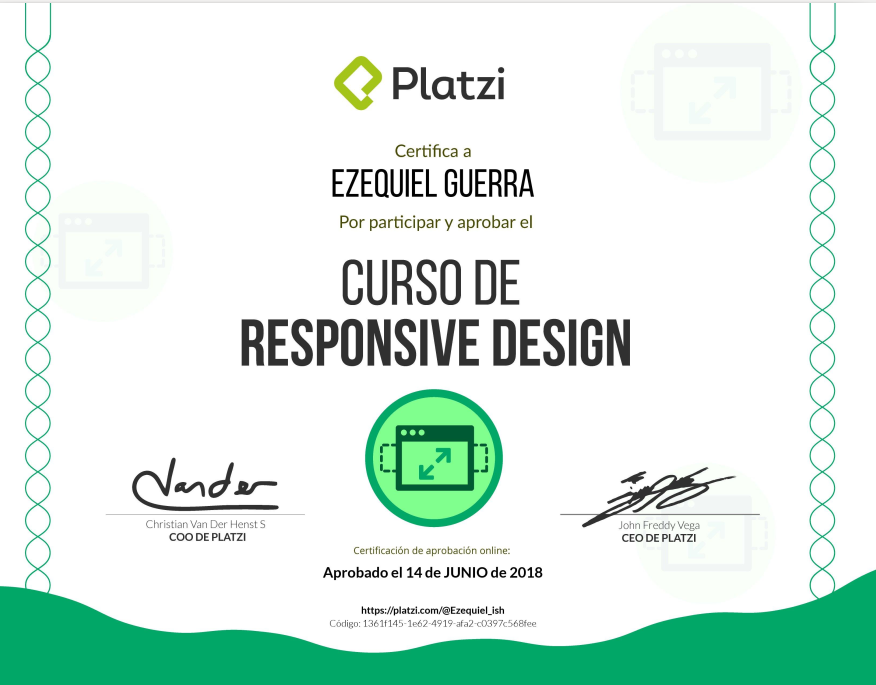 Platzi
Certifica a
EZEQUIEL GUERRA
Por participar y aprobar el
CURSO DE
RESPONSIVE DESIGN
Vander
Christian Van Der Henst S
COO DE PLATZI
John Freddy Vega
CEO DE PLATZI
Certificación de aprobación online:
Aprobado el 14 de JUNIO de 2018
https://platzi.com/@Ezequiel_ish
Código: 1361f145-1e62-4919-afa2-c0397c568fee